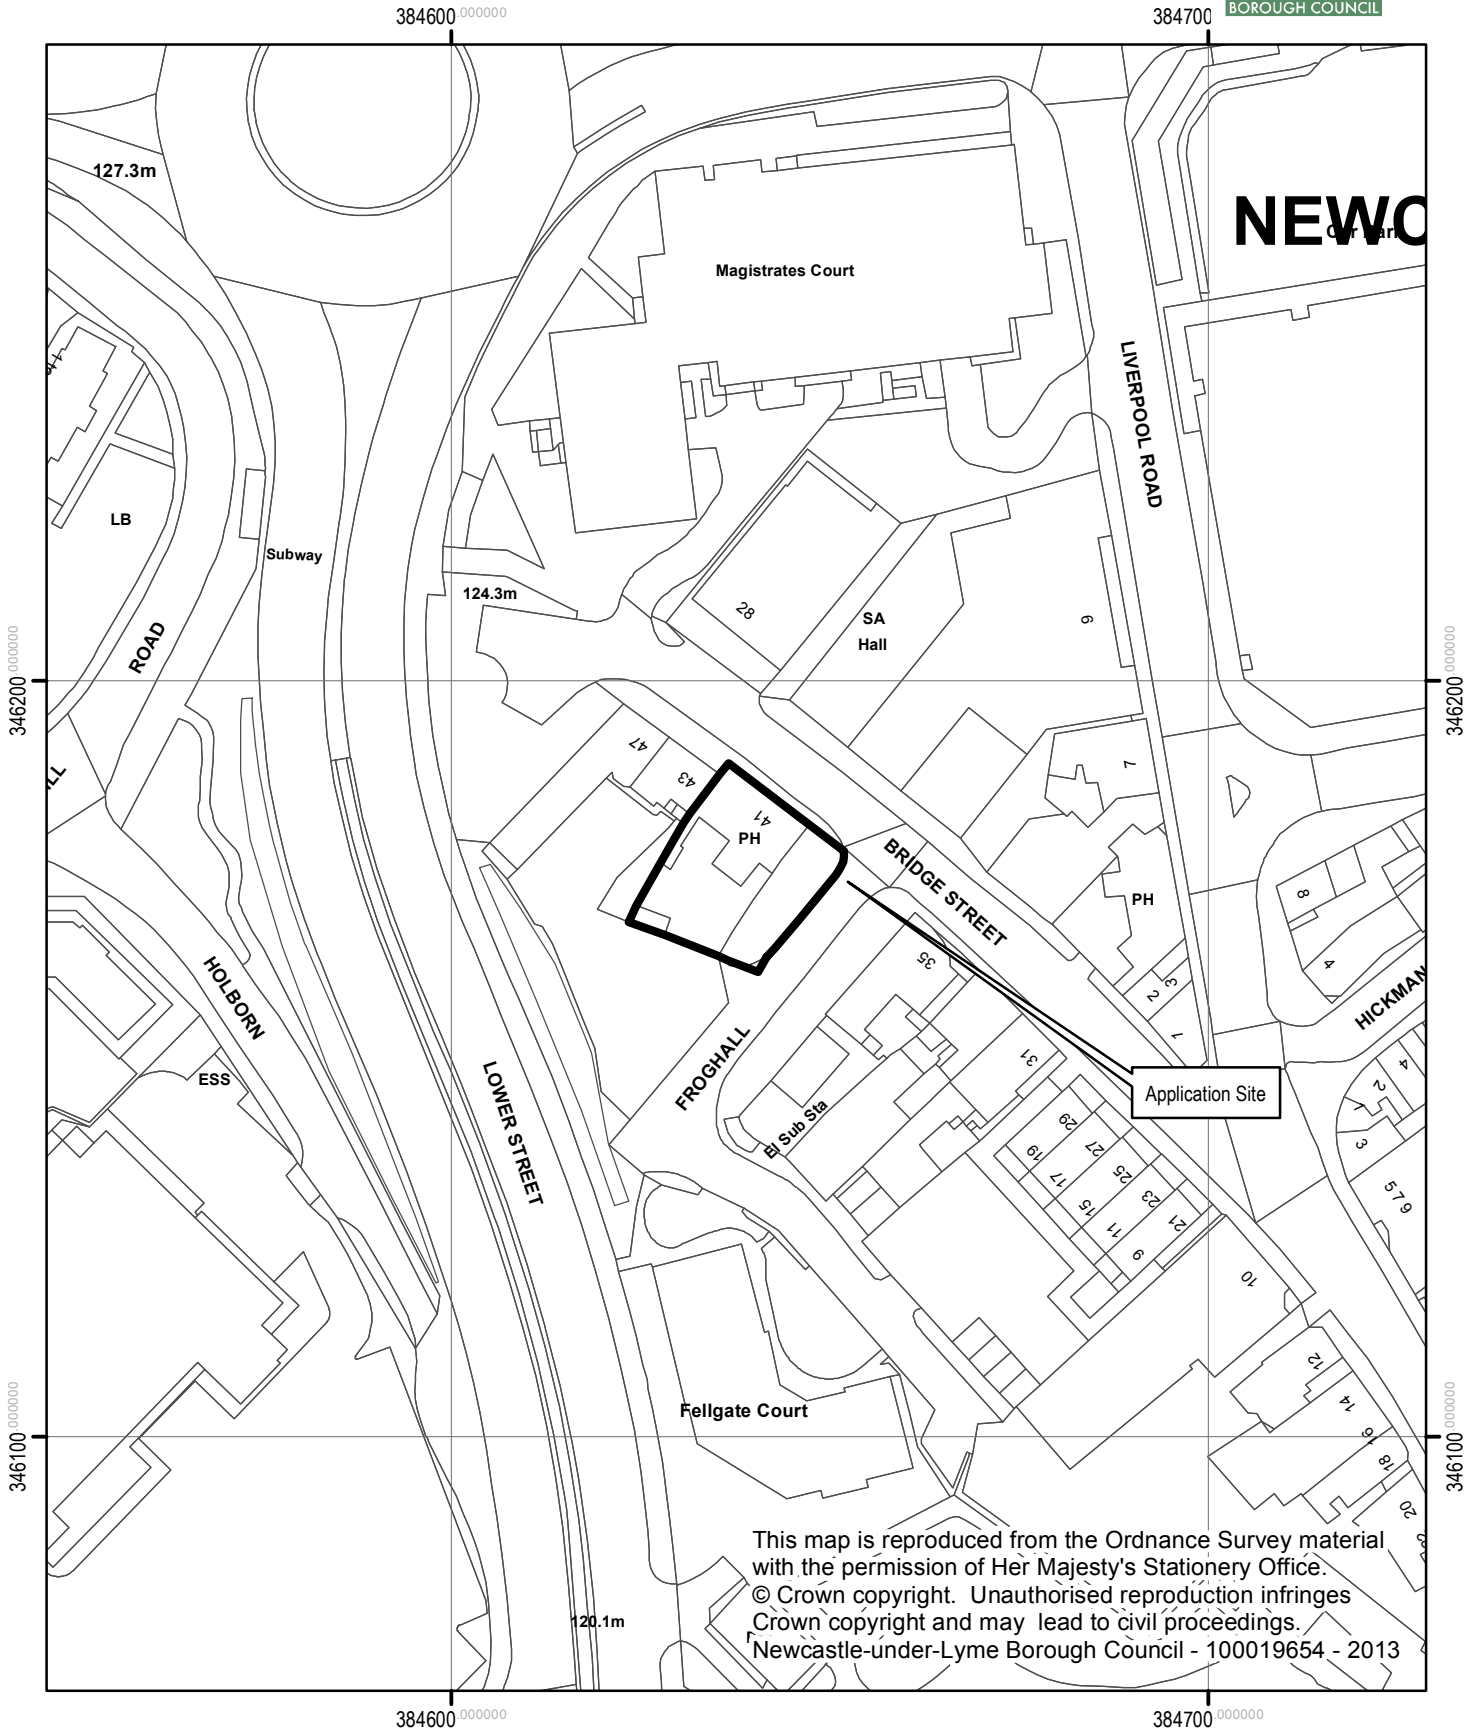 BOROUGH COUNCIL
384600.000000
384700.000000
127.3m
NEWC
Magistrates Court
LIVERPOOL ROAD
LB
Subway
124.3m
28
SA
Hall
6
ROAD
346200.000000
346200.000000
47
43
41
PH
7
BRIDGE STREET
PH
8
4
35
3
2
1
HICKMAN
HOLBORN
ESS
LOWER STREET
FROGHALL
31
Application Site
El Sub Sta
4
2
1
3
29
27
25
23
21
19
17
15
11
9
5 7 9
10
12
14
16
18
20
Fellgate Court
346100.000000
346100.000000
120.1m
This map is reproduced from the Ordnance Survey material
with the permission of Her Majesty's Stationery Office.
© Crown copyright. Unauthorised reproduction infringes
Crown copyright and may lead to civil proceedings.
Newcastle-under-Lyme Borough Council - 100019654 - 2013
384600.000000
384700.000000